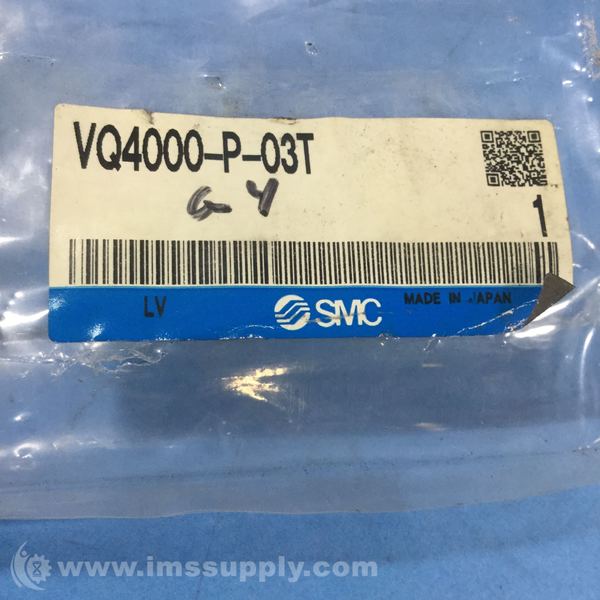 VQ4000-P-03T
G 4
1
LV
SMC
MADE IN JAPAN
www.imssupply.com